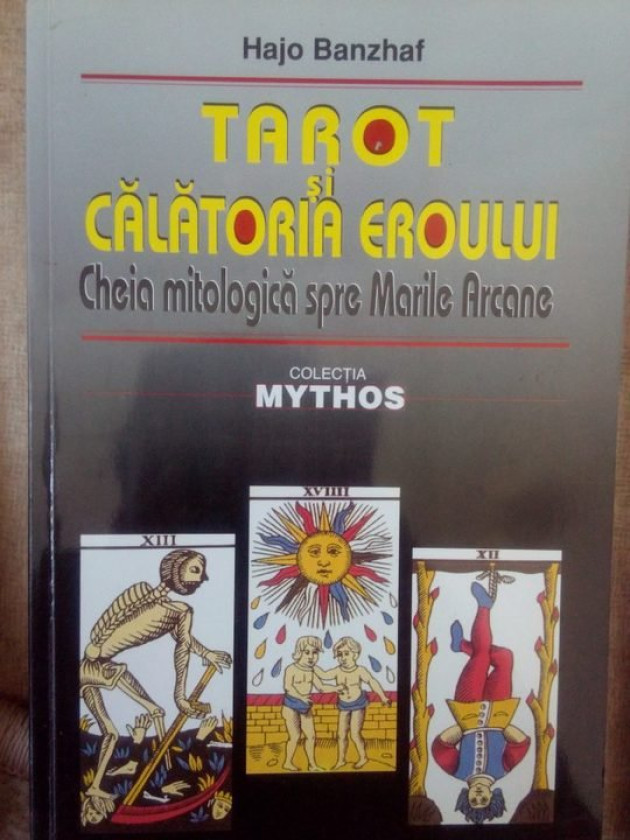 Hajo Banzhaf
TAROT
și
CĂLĂTORIA EROULUI
Cheia mitologică spre Marile Arcane
COLECȚIA
MYTHOS
XVIIII
XIII
XII